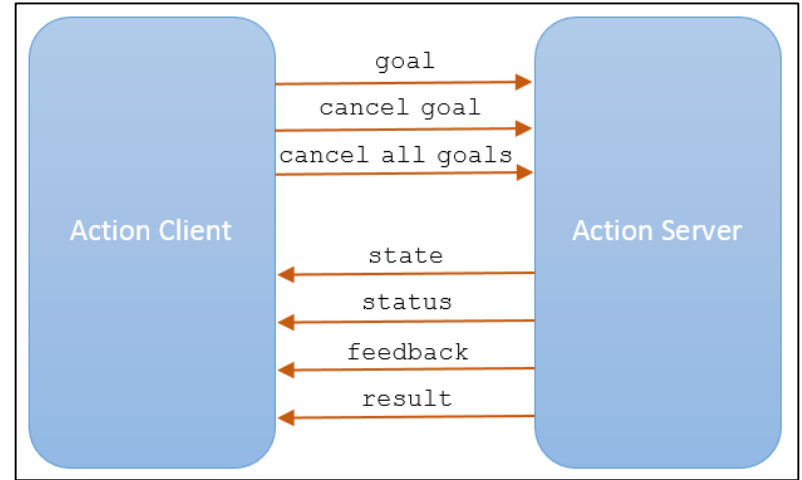 goal
cancel goal
cancel all goals
Action Client
Action Server
state
status
feedback
result